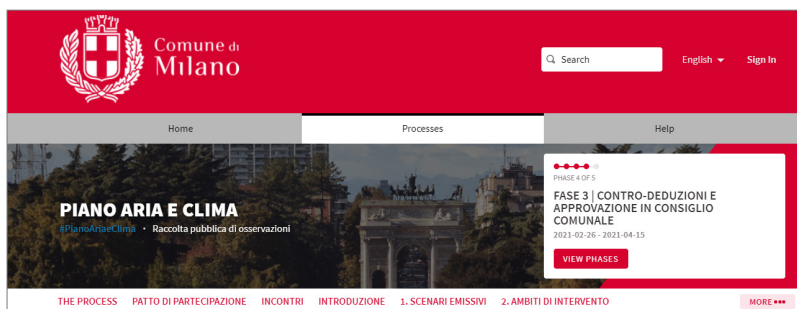 Comune di
Milano
Search
English
Sign In
Home
Processes
Help
PHASE 4 OF 5
FASE 3 | CONTRO-DEDUZIONI E
APPROVAZIONE IN CONSIGLIO
COMUNALE
2021-02-26 - 2021-04-15
VIEW PHASES
PIANO ARIA E CLIMA
#PianoAriaeClima • Raccolta pubblica di osservazioni
THE PROCESS PATTO DI PARTECIPAZIONE INCONTRI INTRODUZIONE 1. SCENARI EMISSIVI 2. AMBITI DI INTERVENTO MORE